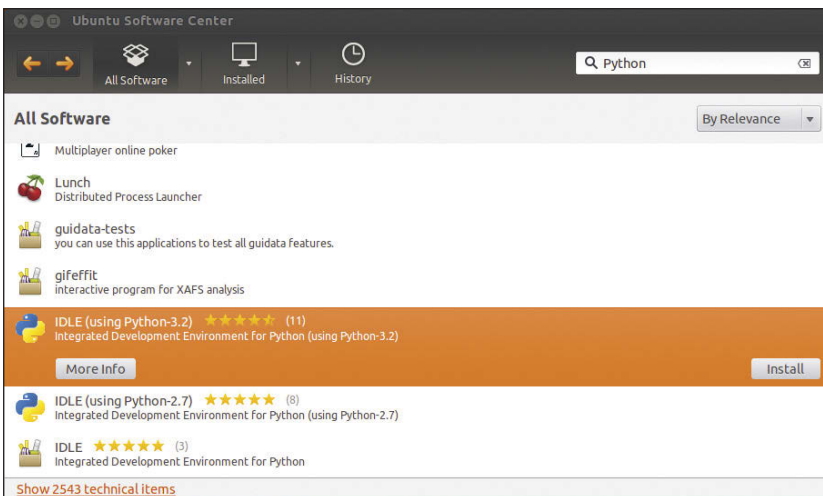 Ubuntu Software Center
All Software
Installed
History
Python
All Software
By Relevance
Multiplayer online poker
Lunch
Distributed Process Launcher
guidata-tests
you can use this applications to test all guidata features.
gifeffit
interactive program for XAFS analysis
IDLE (using Python-3.2) (11)
Integrated Development Environment for Python (using Python-3.2)
More Info
Install
IDLE (using Python-2.7) (8)
Integrated Development Environment for Python (using Python-2.7)
IDLE (3)
Integrated Development Environment for Python
Show 2543 technical items